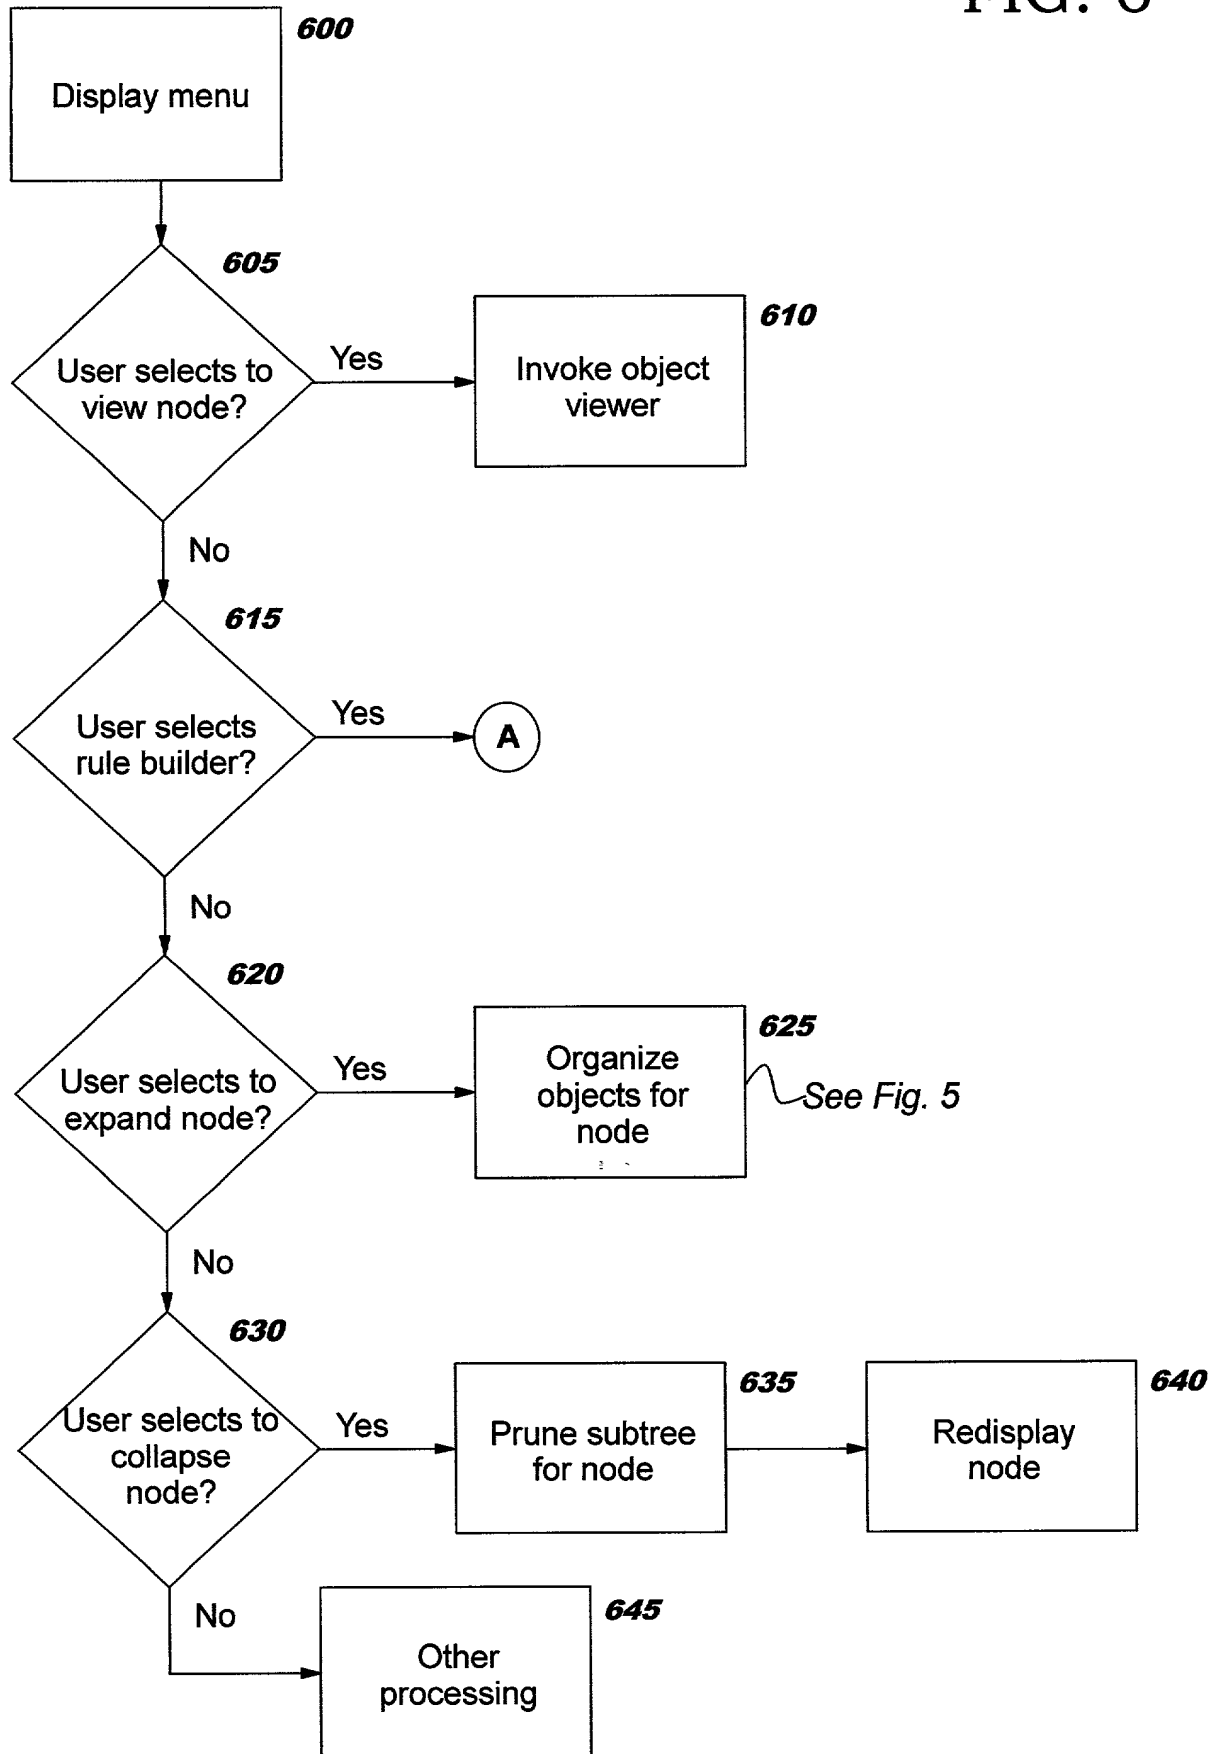 FIG. 6
600
Display menu
605
User selects to
view node?
Yes
610
Invoke object
viewer
No
615
User selects
rule builder?
Yes
A
No
620
User selects to
expand node?
Yes
625
Organize
objects for
node
See Fig. 5
No
630
User selects to
collapse
node?
Yes
635
Prune subtree
for node
640
Redisplay
node
No
645
Other
processing